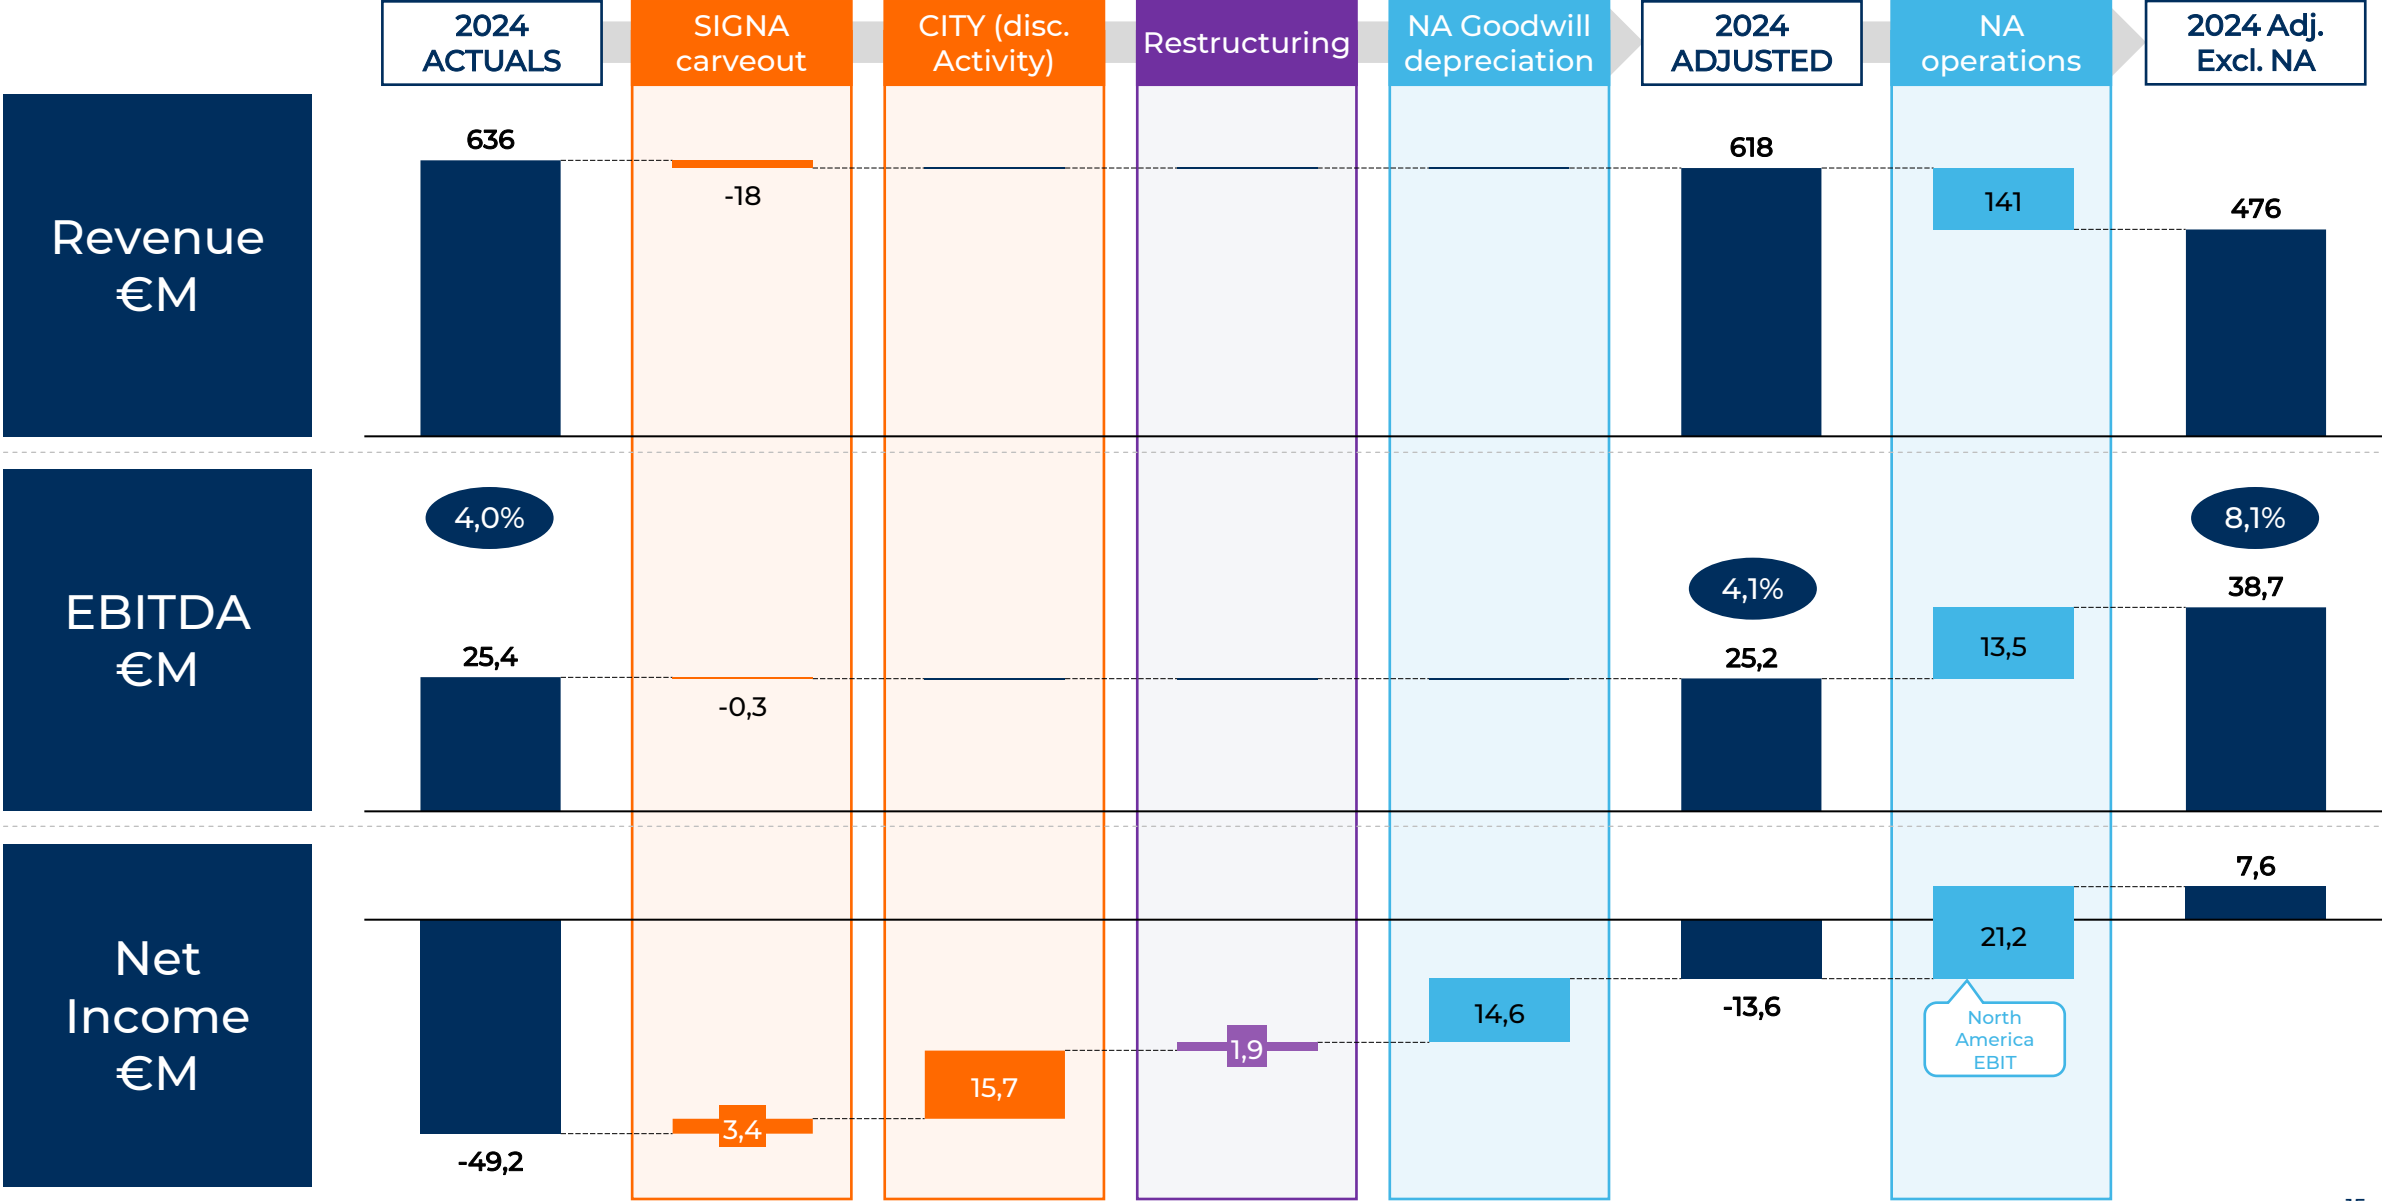 2024
ACTUALS
SIGNA
carveout
CITY (disc.
Activity)
Restructuring
NA Goodwill
depreciation
2024
ADJUSTED
NA
operations
2024 Adj.
Excl. NA
Revenue
€M
636
-18
618
141
476
EBITDA
€M
4,0%
25,4
-0,3
4,1%
25,2
13,5
8,1%
38,7
Net
Income
€M
-49,2
3,4
15,7
1,9
14,6
-13,6
21,2
North
America
EBIT
7,6